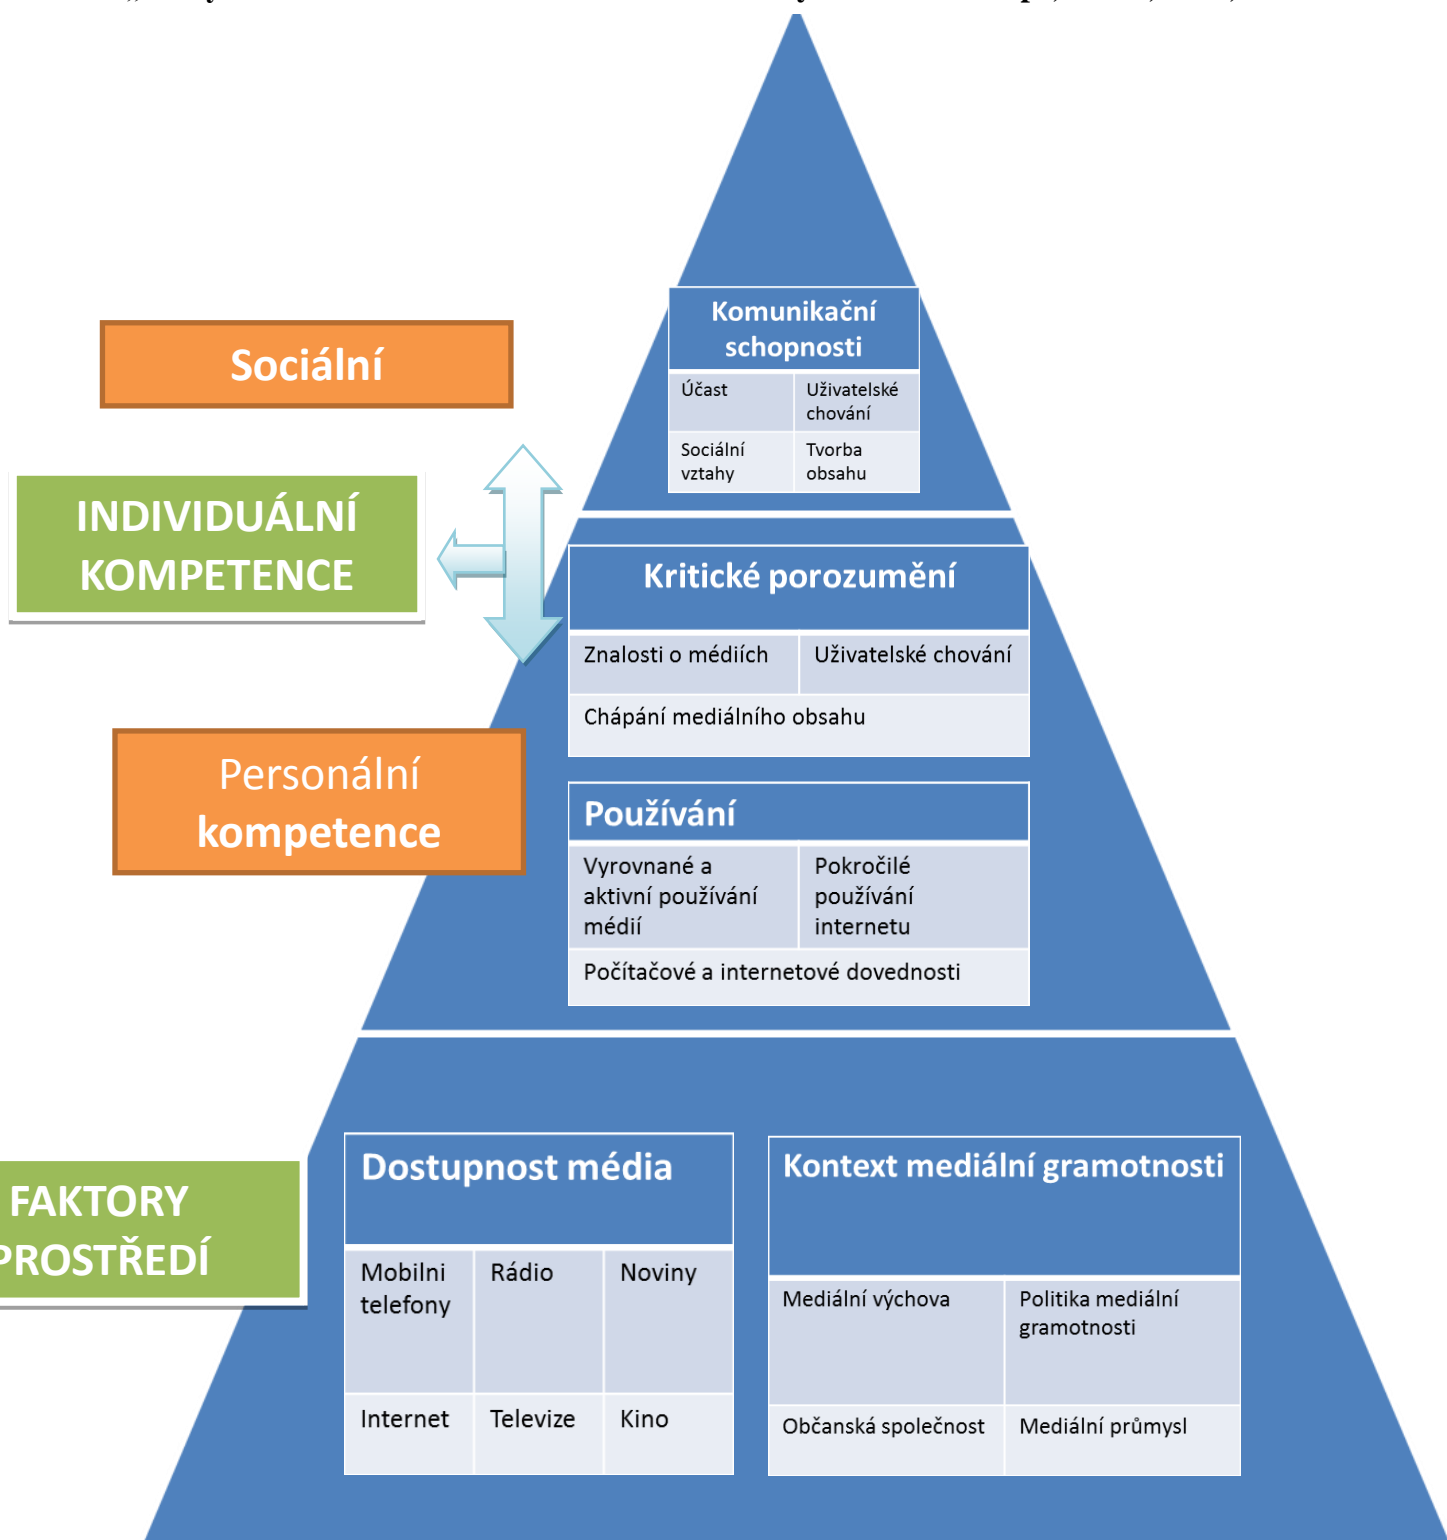 Komunikační
schopnosti
Účast
Uživatelské
chování
Sociální
vztahy
Tvorba
obsahu
Sociální
INDIVIDUÁLNÍ
KOMPETENCE
Kritické porozumění
Znalosti o médiích
Uživatelské chování
Chápání mediálního obsahu
Personální
kompetence
Používání
Vyrovnané a
aktivní používání
médií
Pokročilé
používání
internetu
Počítačové a internetové dovednosti
FAKTORY
PROSTŘEDÍ
Dostupnost média
Mobilni
telefony
Rádio
Noviny
Internet
Televize
Kino
Kontext mediální gramotnosti
Mediální výchova
Politika mediální
gramotnosti
Občanská společnost
Mediální průmysl